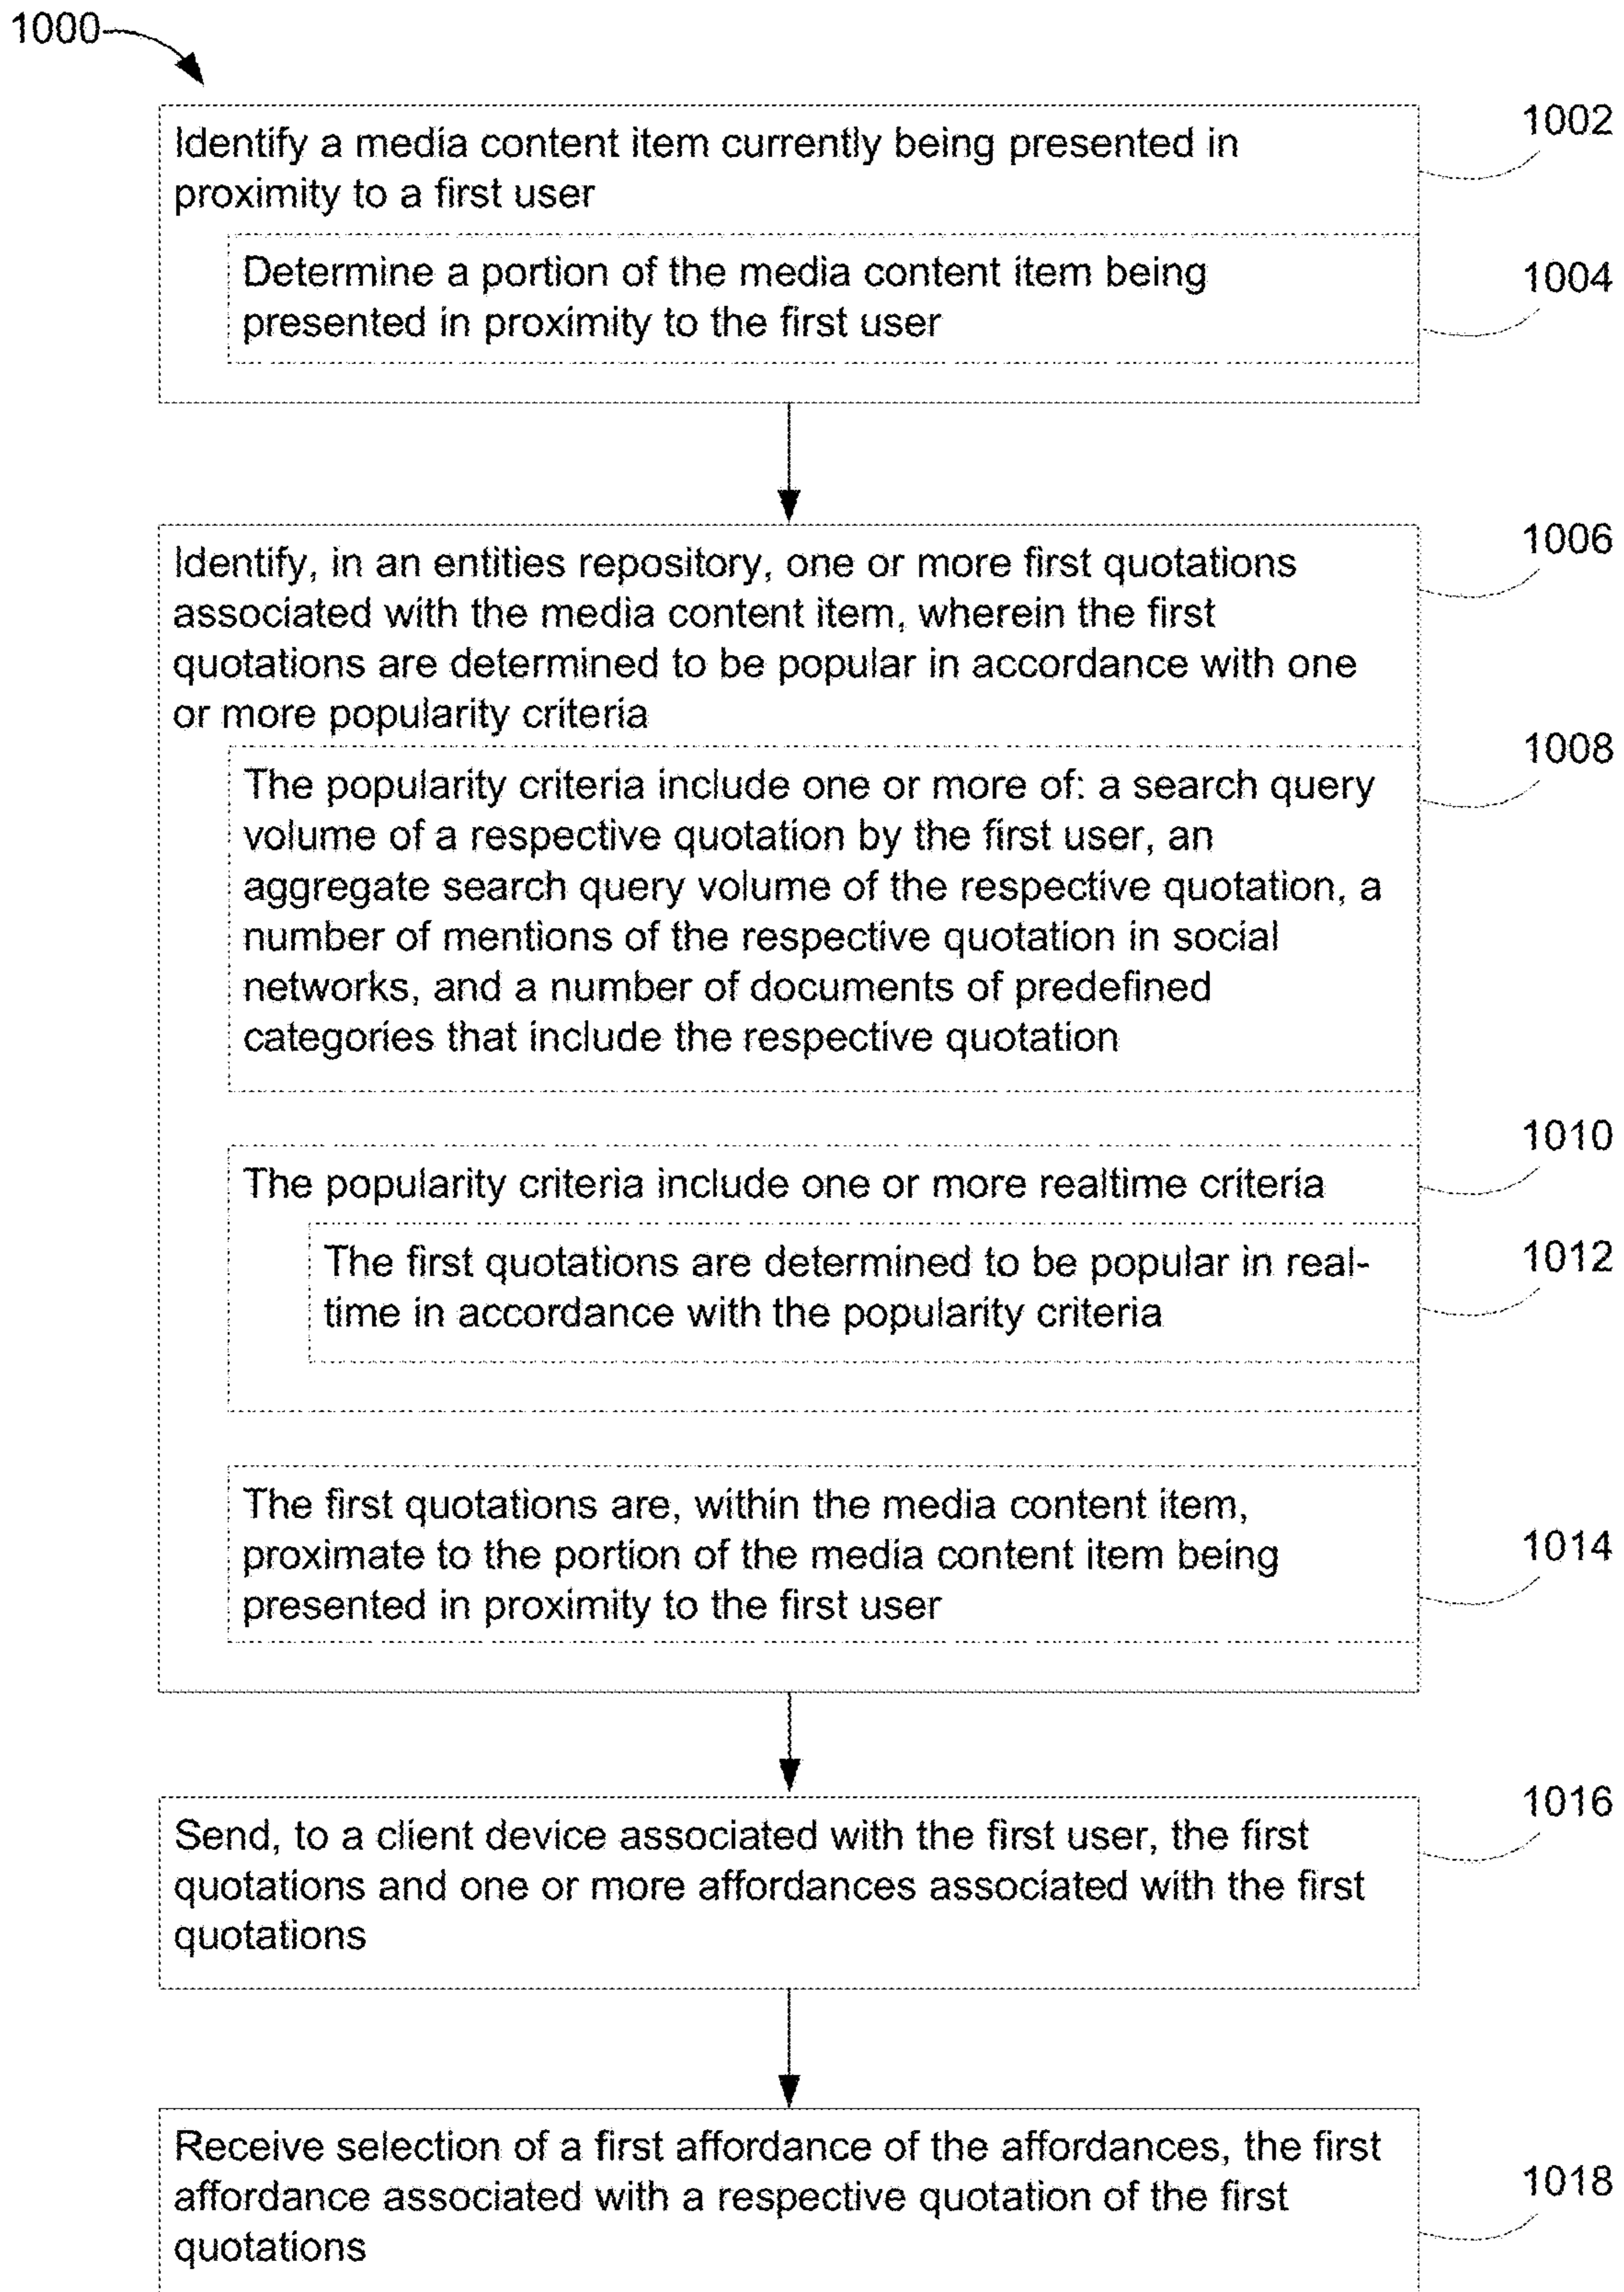 1000
1002
Identify a media content item currently being presented in
proximity to a first user
1004
Determine a portion of the media content item being
presented in proximity to the first user
1006
Identify, in an entities repository, one or more first quotations
associated with the media content item, wherein the first
quotations are determined to be popular in accordance with one
or more popularity criteria
1008
The popularity criteria include one or more of: a search query
volume of a respective quotation by the first user, an
aggregate search query volume of the respective quotation, a
number of mentions of the respective quotation in social
networks, and a number of documents of predefined
categories that include the respective quotation
1010
The popularity criteria include one or more realtime criteria
1012
The first quotations are determined to be popular in real-
time in accordance with the popularity criteria
1014
The first quotations are, within the media content item,
proximate to the portion of the media content item being
presented in proximity to the first user
1016
Send, to a client device associated with the first user, the first
quotations and one or more affordances associated with the first
quotations
1018
Receive selection of a first affordance of the affordances, the first
affordance associated with a respective quotation of the first
quotations